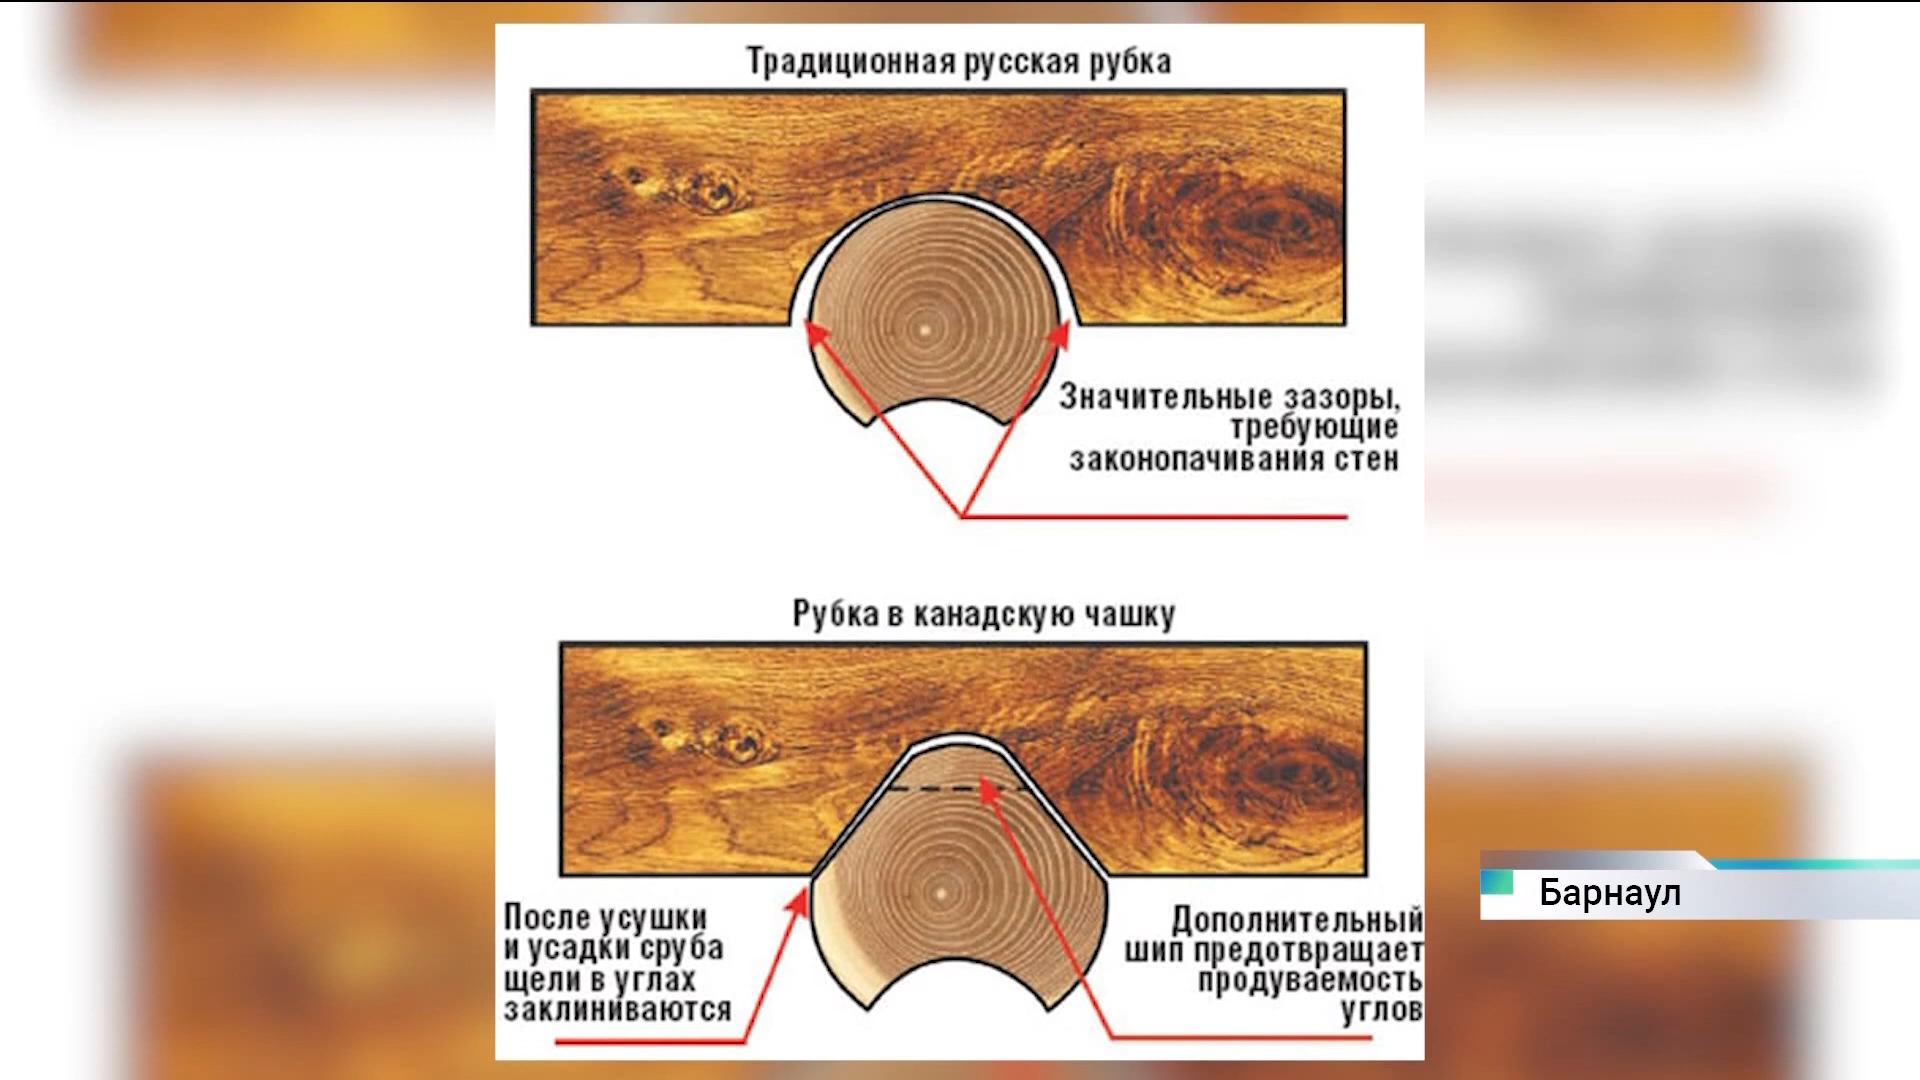 Традиционная русская рубка
Значительные зазоры,
требующие
законопачивания стен
Рубка в канадскую чашку
После усушки
и усадки сруба
щели в углах
заклиниваются
Дополнительный
шип предотвращает
продуваемость
углов
Барнаул